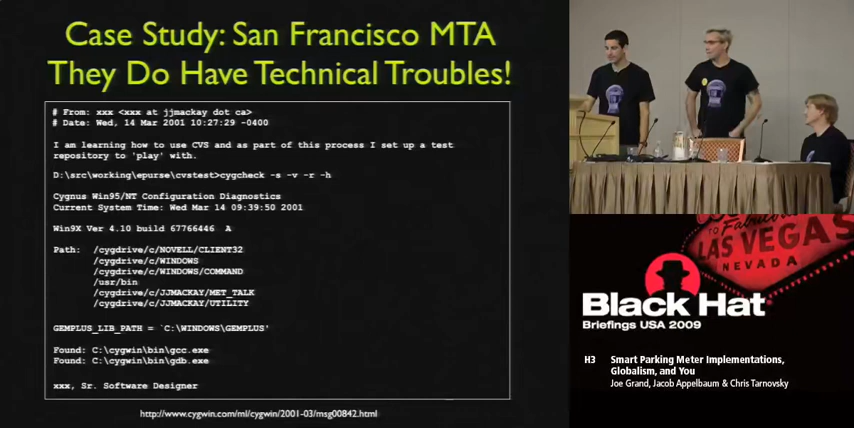 Case Study: San Francisco MTA
They Do Have Technical Troubles!
# From: xxx <xxx at jjmackay dot ca>
# Date: Wed, 14 Mar 2001 10:27:29 -0400
I am learning how to use CVS and as part of this process I set up a test
repository to 'play' with.
D:\src\working\epurse\cvstest>cygcheck -s -v -r -h
Cygnus Win95/NT Configuration Diagnostics
Current System Time: Wed Mar 14 09:39:50 2001
Win9X Ver 4.10 build 67766446  A
Path:   /cygdrive/c/NOVELL/CLIENT32
/cygdrive/c/WINDOWS
/cygdrive/c/WINDOWS/COMMAND
/usr/bin
/cygdrive/c/JJMACKAY/MET_TALK
/cygdrive/c/JJMACKAY/UTILITY
GEMPLUS_LIB_PATH = `C:\WINDOWS\GEMPLUS'
Found: C:\cygwin\bin\gcc.exe
Found: C:\cygwin\bin\gdb.exe
xxx, Sr. Software Designer
http://www.cygwin.com/ml/cygwin/2001-03/msg00842.html
TO Fabulous
LAS VEGAS
NEVADA
Black Hat
Briefings USA 2009
H3 Smart Parking Meter Implementations,
Globalism, and You
Joe Grand, Jacob Appelbaum & Chris Tarnovsky